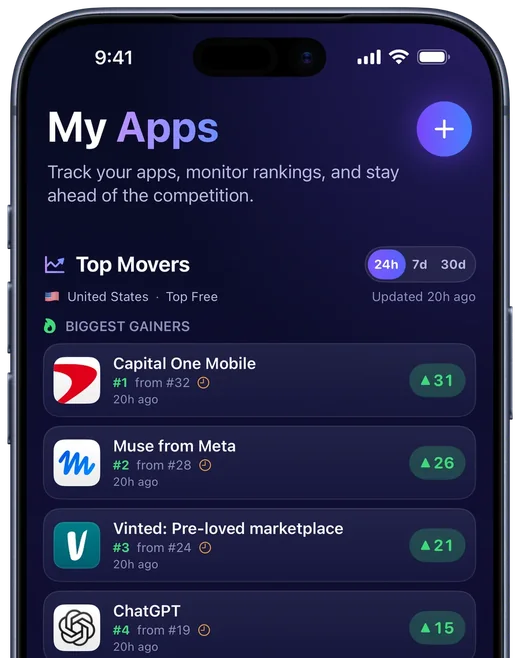 9:41
My Apps
Track your apps, monitor rankings, and stay
ahead of the competition.
Top Movers
24h 7d 30d
🇺🇸 United States · Top Free
Updated 20h ago
BIGGEST GAINERS
Capital One Mobile
#1 from #32
20h ago
▲31
Muse from Meta
#2 from #28
20h ago
▲26
Vinted: Pre-loved marketplace
#3 from #24
20h ago
▲21
ChatGPT
#4 from #19
20h ago
▲15